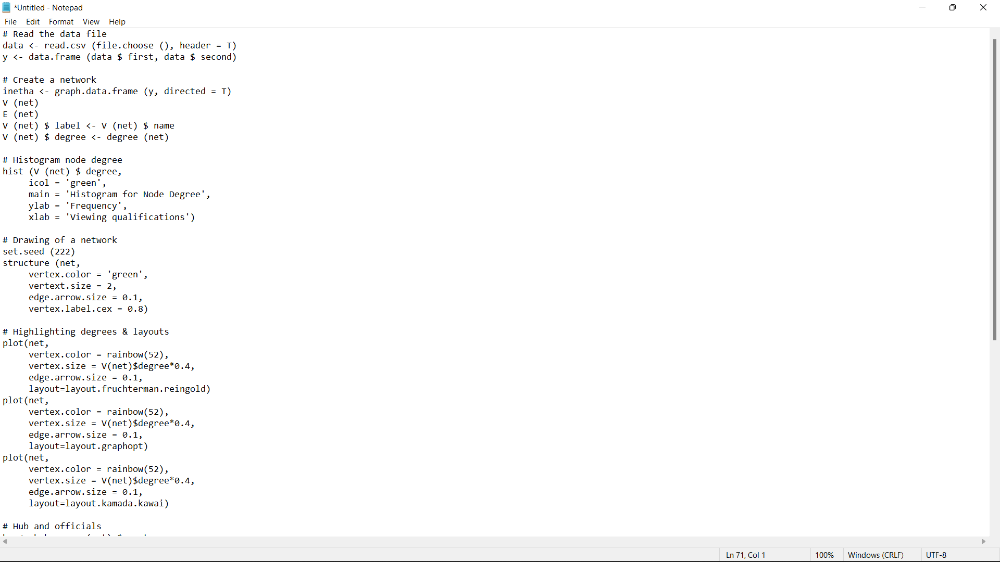 *Untitled - Notepad
File Edit Format View Help
# Read the data file
data <- read.csv (file.choose (), header = T)
y <- data.frame (data $ first, data $ second)

# Create a network
inetha <- graph.data.frame (y, directed = T)
V (net)
E (net)
V (net) $ label <- V (net) $ name
V (net) $ degree <- degree (net)

# Histogram node degree
hist (V (net) $ degree,
     icol = 'green',
     main = 'Histogram for Node Degree',
     ylab = 'Frequency',
     xlab = 'Viewing qualifications')

# Drawing of a network
set.seed (222)
structure (net,
     vertex.color = 'green',
     vertext.size = 2,
     edge.arrow.size = 0.1,
     vertex.label.cex = 0.8)

# Highlighting degrees & layouts
plot(net,
     vertex.color = rainbow(52),
     vertex.size = V(net)$degree*0.4,
     edge.arrow.size = 0.1,
     layout=layout.fruchterman.reingold)
plot(net,
     vertex.color = rainbow(52),
     vertex.size = V(net)$degree*0.4,
     edge.arrow.size = 0.1,
     layout=layout.graphopt)
plot(net,
     vertex.color = rainbow(52),
     vertex.size = V(net)$degree*0.4,
     edge.arrow.size = 0.1,
     layout=layout.kamada.kawai)

# Hub and officials
Ln 71, Col 1 100% Windows (CRLF) UTF-8